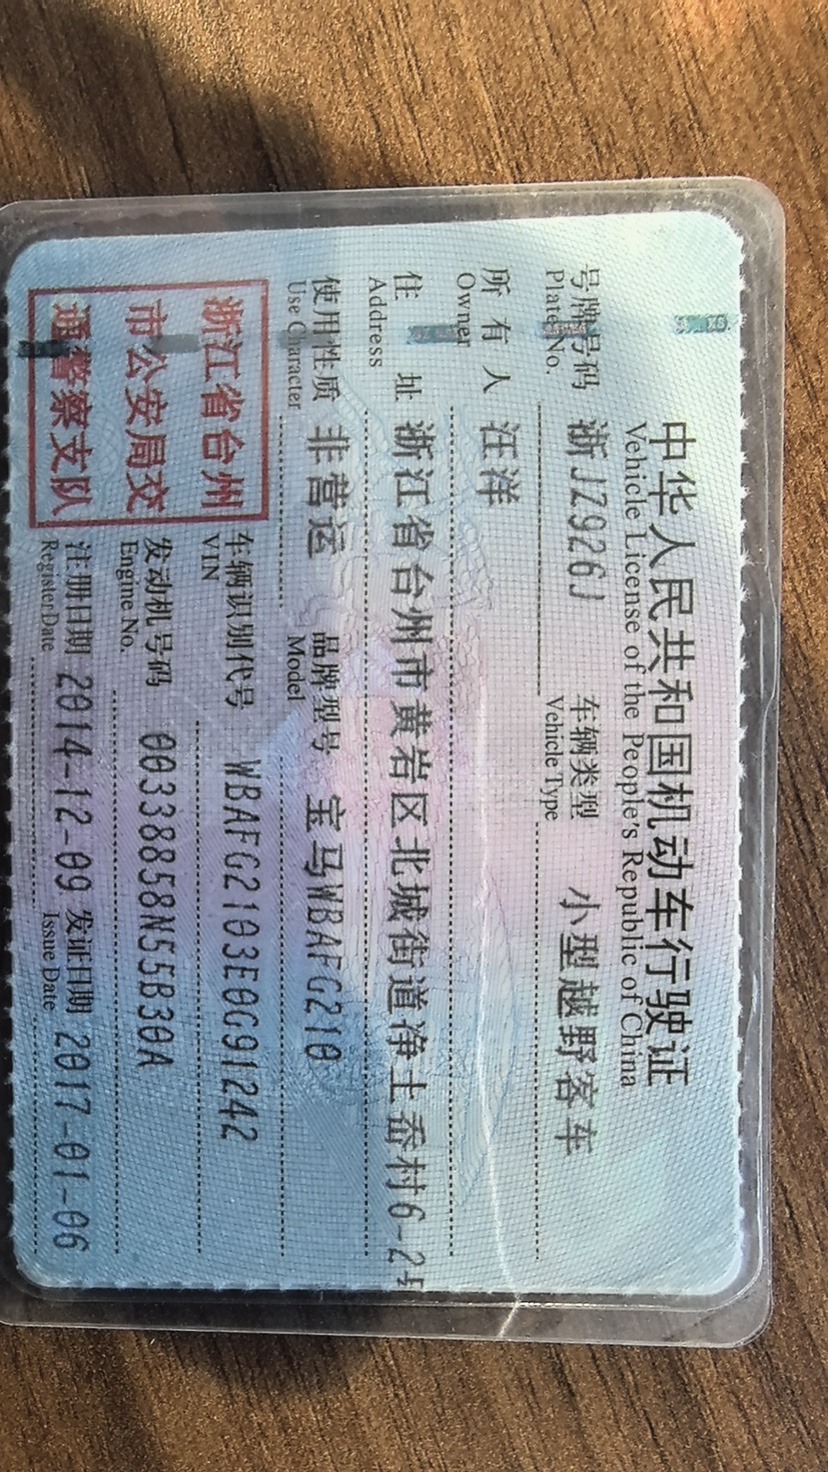 中华人民共和国机动车行驶证
Vehicle License of the People's Republic of China
号牌号码 浙JZ926J 车辆类型 小型越野客车
Plate No. Vehicle Type
所有人 汪洋
Owner
住址 浙江省台州市黄岩区北城街道净土岙村6-2号
Address
使用性质 非营运 品牌型号 宝马WBAFG210
Use Character Model
浙江省台州
市公安局交
通警察支队
车辆识别代号 WBAFG2103E0G91242
VIN
发动机号码 00338858N55B30A
Engine No.
注册日期 2014-12-09 发证日期 2017-01-06
Register Date Issue Date